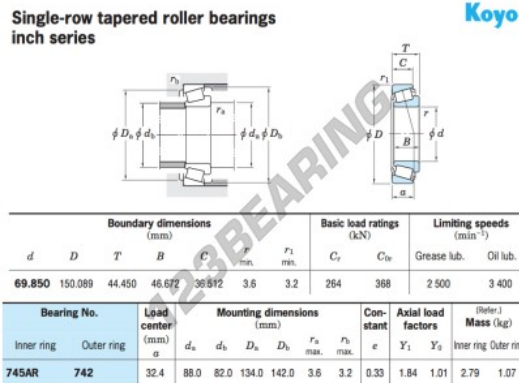 Single-row tapered roller bearings
inch series
Koyo
T
C
r1
r
B
φD
φd
a
rb
ra
φDa φdb
φda φDb
123BEARING
Boundary dimensions
(mm)
Basic load ratings
(kN)
Limiting speeds
(min-1)
d D T B C r min. r1 min. Cr C0r Grease lub. Oil lub.
69.850 150.089 44.450 46.672 36.512 3.6 3.2 264 368 2 500 3 400
Bearing No.
Load center (mm) a
Mounting dimensions
(mm)
Constant e
Axial load factors
(Refer.)
Mass (kg)
Inner ring Outer ring da db Da Db ra max. rb max. Y1 Y0 Inner ring Outer rin
745AR 742 32.4 88.0 82.0 134.0 142.0 3.6 3.2 0.33 1.84 1.01 2.79 1.07